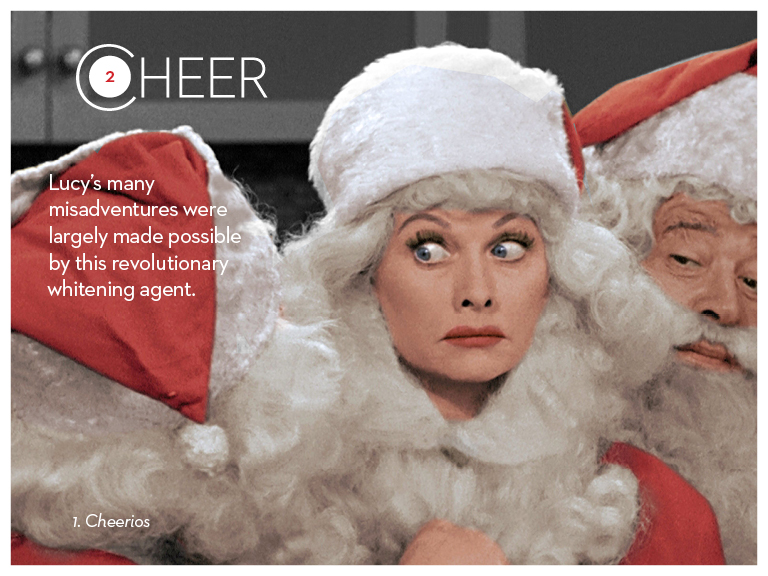 2
CHEER
Lucy's many
misadventures were
largely made possible
by this revolutionary
whitening agent.
1. Cheerios